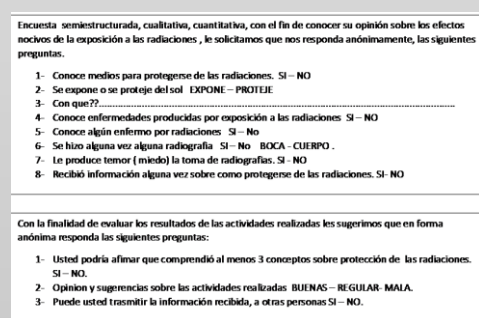 Encuesta semiestructurada, cualitativa, cuantitativa, con el fin de conocer su opinión sobre los efectos
nocivos de la exposición a las radiaciones , le solicitamos que nos responda anónimamente, las siguientes
preguntas.
1- Conoce medios para protegerse de las radiaciones. SI – NO
2- Se expone o se proteje del sol EXPONE – PROTEJE
3- Con que??
4- Conoce enfermedades producidas por exposición a las radiaciones SI – NO
5- Conoce algún enfermo por radiaciones SI – No
6- Se hizo alguna vez alguna radiografía SI – No BOCA - CUERPO .
7- Le produce temor ( miedo) la toma de radiografias. SI - NO
8- Recibió información alguna vez sobre como protegerse de las radiaciones. SI- NO
Con la finalidad de evaluar los resultados de las actividades realizadas les sugerimos que en forma
anónima responda las siguientes preguntas:
1- Usted podría afimar que comprendió al menos 3 conceptos sobre protección de las radiaciones.
SI – NO.
2- Opinion y sugerencias sobre las actividades realizadas BUENAS – REGULAR- MALA.
3- Puede usted trasmitir la información recibida, a otras personas SI – NO.